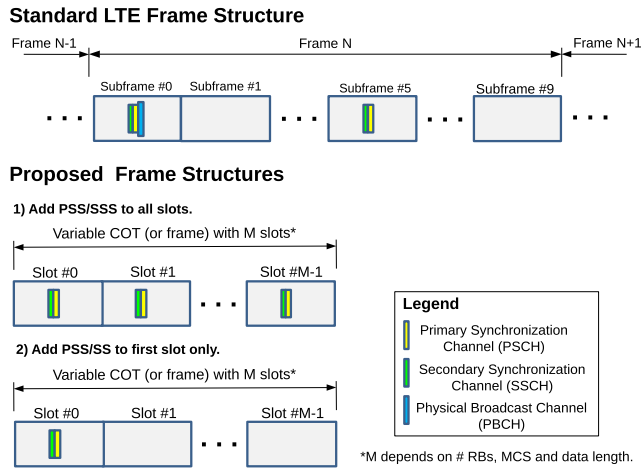 Standard LTE Frame Structure
Frame N-1
Frame N
Frame N+1
Subframe #0
Subframe #1
Subframe #5
Subframe #9
Proposed Frame Structures
1) Add PSS/SSS to all slots.
Variable COT (or frame) with M slots*
Slot #0
Slot #1
Slot #M-1
2) Add PSS/SS to first slot only.
Variable COT (or frame) with M slots*
Slot #0
Slot #1
Slot #M-1
Legend
Primary Synchronization
Channel (PSCH)
Secondary Synchronization
Channel (SSCH)
Physical Broadcast Channel
(PBCH)
*M depends on # RBs, MCS and data length.